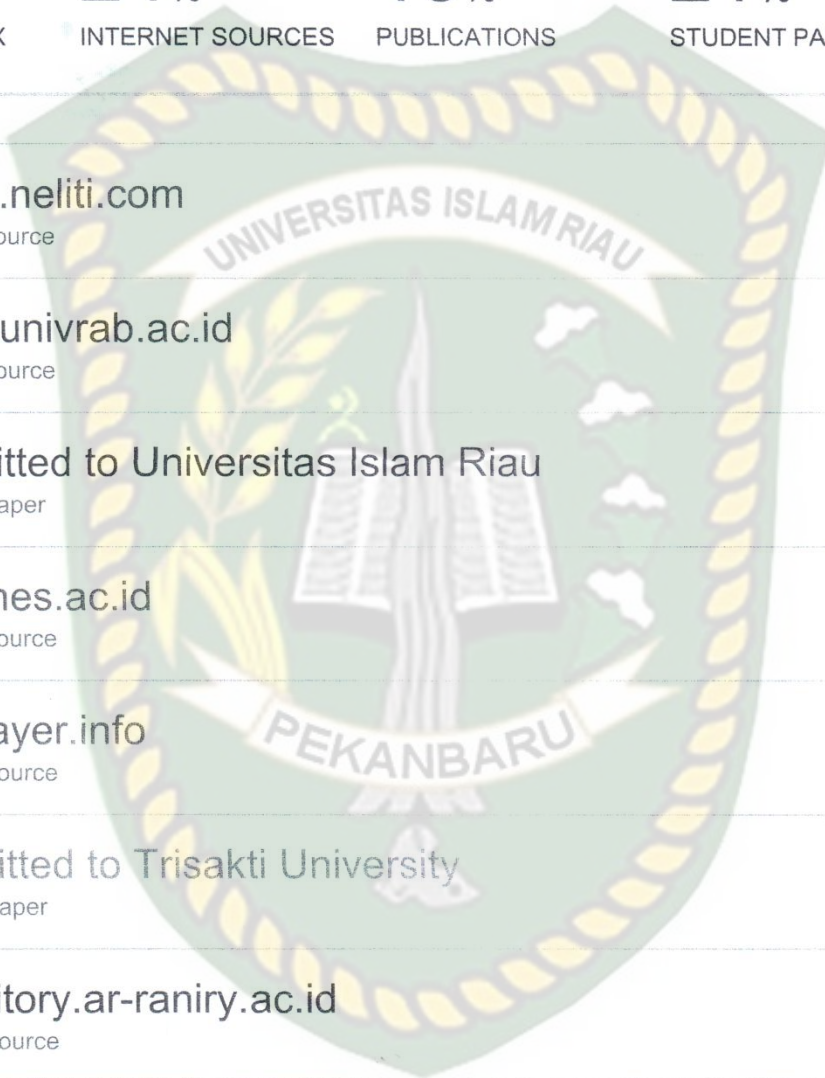 INTERNET SOURCES PUBLICATIONS STUDENT PA
.neliti.com
ource
UNIVERSITAS ISLAM RIAU
univrab.ac.id
ource
itted to Universitas Islam Riau
aper
nes.ac.id
ource
ayer.info
ource
PEKANBARU
itted to Trisakti University
aper
itory.ar-raniry.ac.id
ource